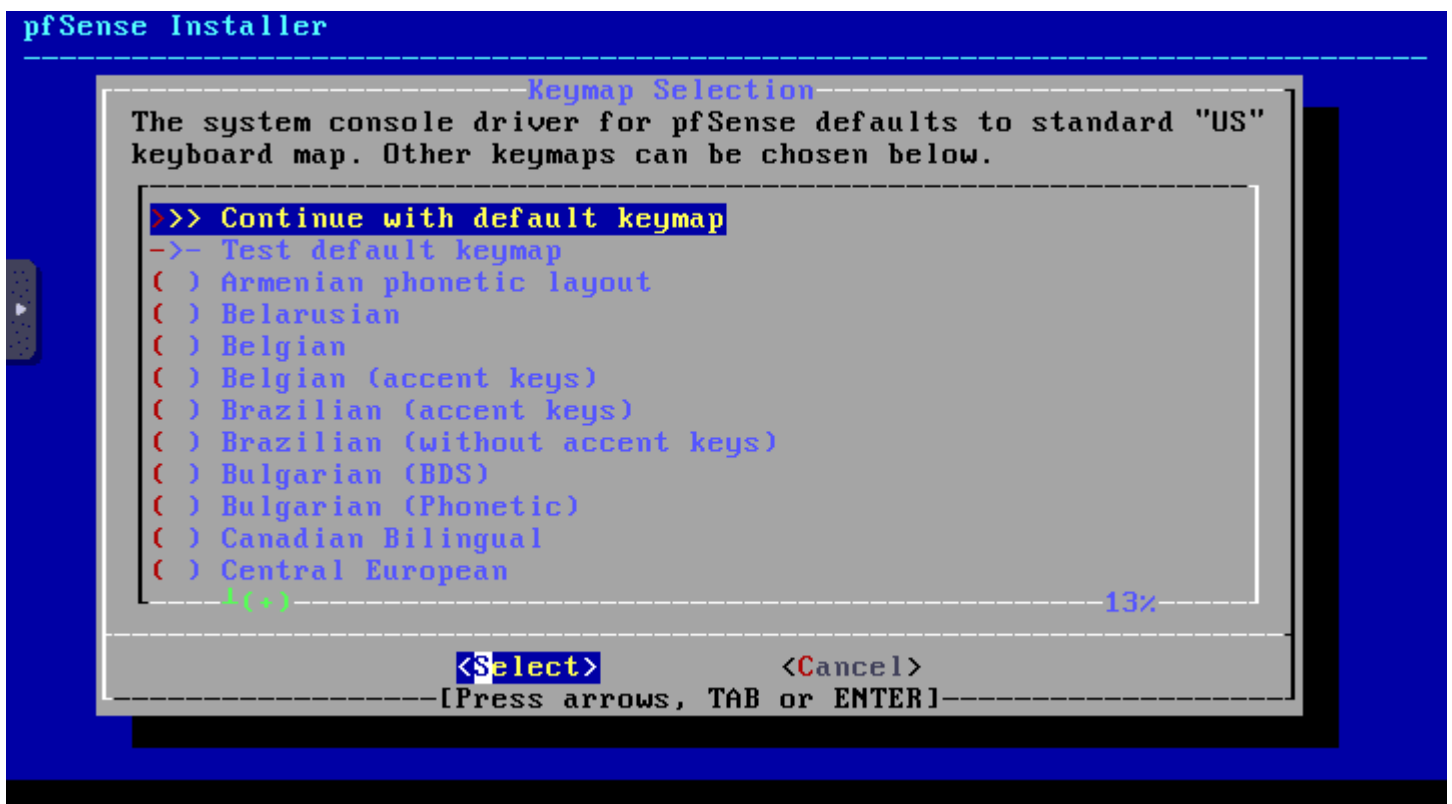 pfSense Installer
Keymap Selection
The system console driver for pfSense defaults to standard "US"
keyboard map. Other keymaps can be chosen below.
>>> Continue with default keymap
->- Test default keymap
( ) Armenian phonetic layout
( ) Belarusian
( ) Belgian
( ) Belgian (accent keys)
( ) Brazilian (accent keys)
( ) Brazilian (without accent keys)
( ) Bulgarian (BDS)
( ) Bulgarian (Phonetic)
( ) Canadian Bilingual
( ) Central European
┴(+) 13%
<Select> <Cancel>
[Press arrows, TAB or ENTER]